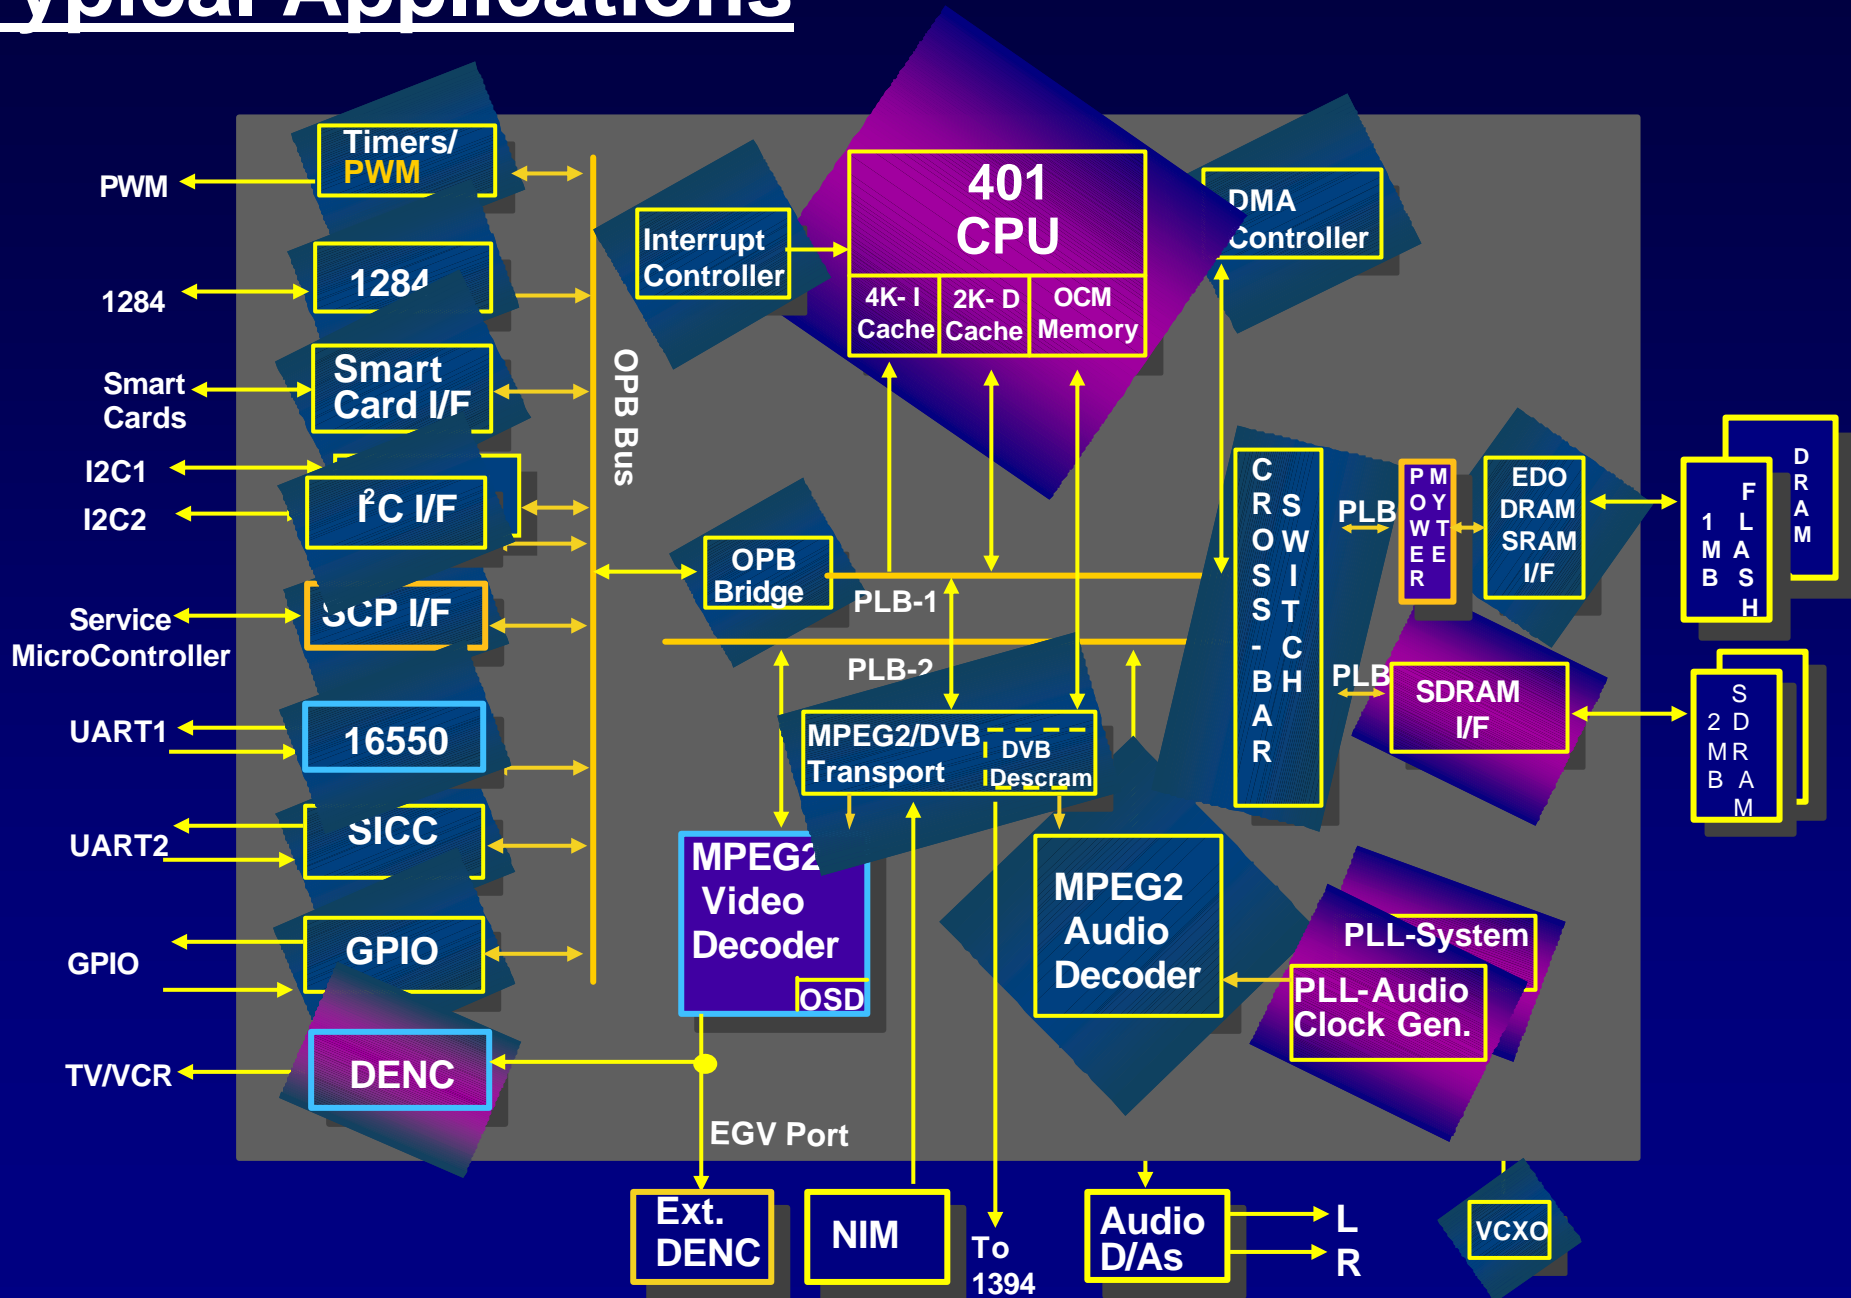 ypical Applications
Timers/
PWM
PWM
1284
1284
Smart
Cards
Smart
Card I/F
I2C1
I2C2
I²C I/F
Service
MicroController
SCP I/F
UART1
16550
UART2
SICC
GPIO
GPIO
TV/VCR
DENC
OPB Bus
Interrupt
Controller
401
CPU
4K- I
Cache
2K- D
Cache
OCM
Memory
DMA
Controller
OPB
Bridge
PLB-1
PLB-2
CROSS-BAR
SWITCH
PLB
PLB
POWER
MYTE
EDO
DRAM
SRAM
I/F
SDRAM
I/F
1MB
FLASH
DRAM
2MB
SDRAM
MPEG2/DVB
Transport
DVB
Descram
MPEG2
Video
Decoder
OSD
MPEG2
Audio
Decoder
PLL-System
PLL-Audio
Clock Gen.
EGV Port
Ext.
DENC
NIM
To
1394
Audio
D/As
L
R
VCXO